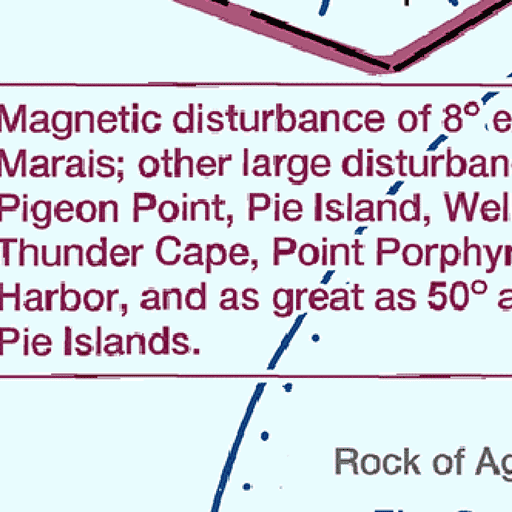 Magnetic disturbance of 8° e
Marais; other large disturban
Pigeon Point, Pie Island, Wel
Thunder Cape, Point Porphyr
Harbor, and as great as 50° a
Pie Islands.
Rock of Ag